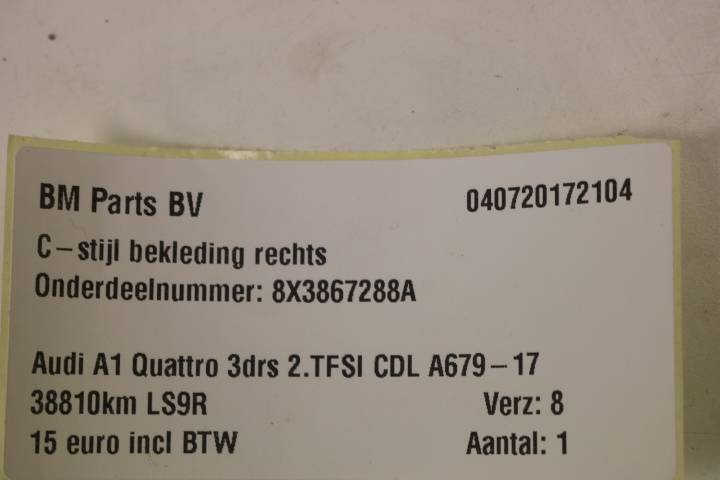 BM Parts BV 040720172104
C-stijl bekleding rechts
Onderdeelnummer: 8X3867288A
Audi A1 Quattro 3drs 2.TFSI CDL A679-17
38810km LS9R Verz: 8
15 euro incl BTW Aantal: 1